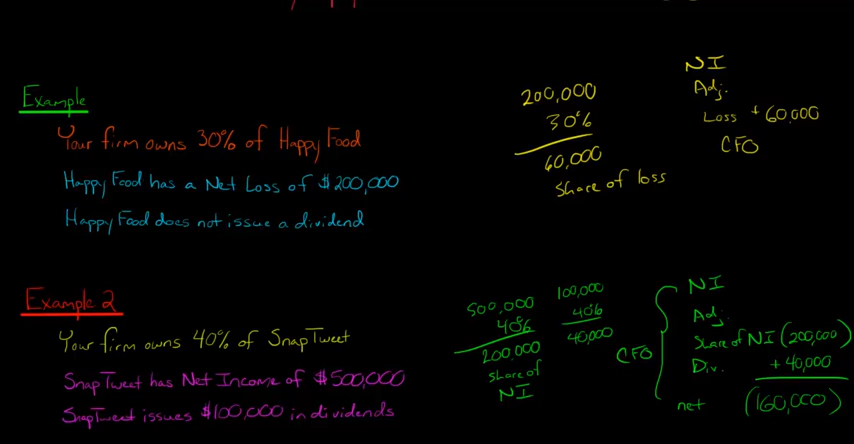 Example
Your firm owns 30% of Happy Food
Happy Food has a Net Loss of $200,000
Happy Food does not issue a dividend
200,000
30%
60,000
Share of loss
NI
Adj.
Loss +60,000
CFO
Example 2
Your firm owns 40% of SnapTweet
SnapTweet has Net Income of $500,000
SnapTweet issues $100,000 in dividends
500,000
40%
200,000
Share of
NI
100,000
40%
40,000
CFO
NI
Adj.
Share of NI (200,000)
Div. +40,000
net (160,000)